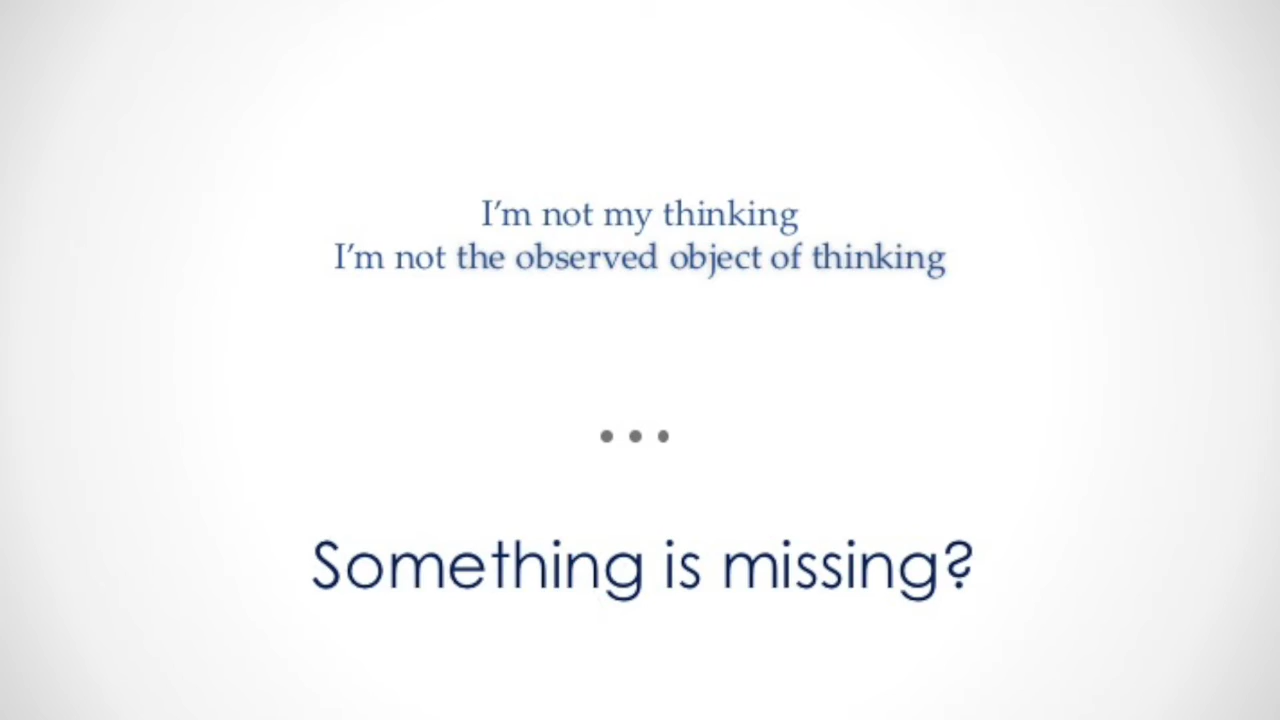 I’m not my thinking
I’m not the observed object of thinking
• • •
Something is missing?